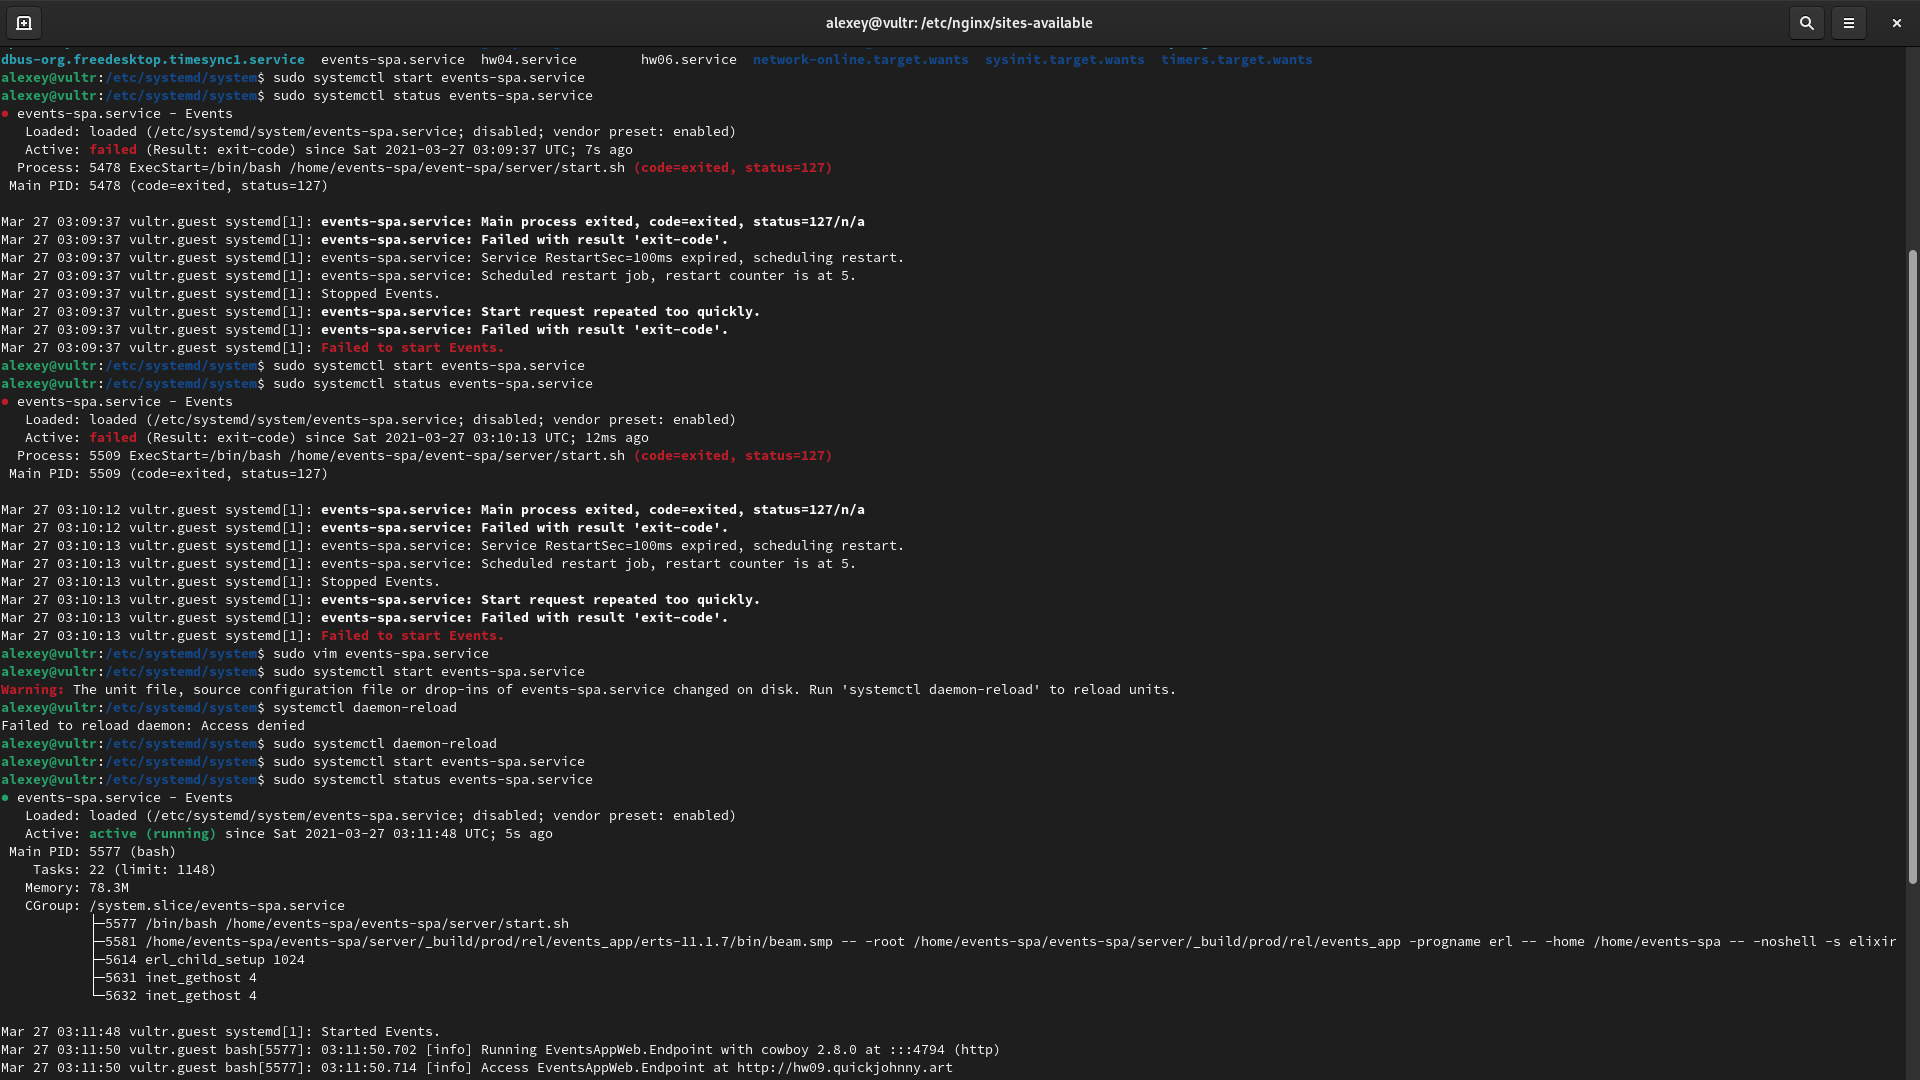 alexey@vultr: /etc/nginx/sites-available
dbus-org.freedesktop.timesync1.service  events-spa.service  hw04.service        hw06.service  network-online.target.wants  sysinit.target.wants  timers.target.wants
alexey@vultr:/etc/systemd/system$ sudo systemctl start events-spa.service
alexey@vultr:/etc/systemd/system$ sudo systemctl status events-spa.service
● events-spa.service - Events
   Loaded: loaded (/etc/systemd/system/events-spa.service; disabled; vendor preset: enabled)
   Active: failed (Result: exit-code) since Sat 2021-03-27 03:09:37 UTC; 7s ago
  Process: 5478 ExecStart=/bin/bash /home/events-spa/event-spa/server/start.sh (code=exited, status=127)
 Main PID: 5478 (code=exited, status=127)
Mar 27 03:09:37 vultr.guest systemd[1]: events-spa.service: Main process exited, code=exited, status=127/n/a
Mar 27 03:09:37 vultr.guest systemd[1]: events-spa.service: Failed with result 'exit-code'.
Mar 27 03:09:37 vultr.guest systemd[1]: events-spa.service: Service RestartSec=100ms expired, scheduling restart.
Mar 27 03:09:37 vultr.guest systemd[1]: events-spa.service: Scheduled restart job, restart counter is at 5.
Mar 27 03:09:37 vultr.guest systemd[1]: Stopped Events.
Mar 27 03:09:37 vultr.guest systemd[1]: events-spa.service: Start request repeated too quickly.
Mar 27 03:09:37 vultr.guest systemd[1]: events-spa.service: Failed with result 'exit-code'.
Mar 27 03:09:37 vultr.guest systemd[1]: Failed to start Events.
alexey@vultr:/etc/systemd/system$ sudo systemctl start events-spa.service
alexey@vultr:/etc/systemd/system$ sudo systemctl status events-spa.service
● events-spa.service - Events
   Loaded: loaded (/etc/systemd/system/events-spa.service; disabled; vendor preset: enabled)
   Active: failed (Result: exit-code) since Sat 2021-03-27 03:10:13 UTC; 12ms ago
  Process: 5509 ExecStart=/bin/bash /home/events-spa/event-spa/server/start.sh (code=exited, status=127)
 Main PID: 5509 (code=exited, status=127)
Mar 27 03:10:12 vultr.guest systemd[1]: events-spa.service: Main process exited, code=exited, status=127/n/a
Mar 27 03:10:12 vultr.guest systemd[1]: events-spa.service: Failed with result 'exit-code'.
Mar 27 03:10:13 vultr.guest systemd[1]: events-spa.service: Service RestartSec=100ms expired, scheduling restart.
Mar 27 03:10:13 vultr.guest systemd[1]: events-spa.service: Scheduled restart job, restart counter is at 5.
Mar 27 03:10:13 vultr.guest systemd[1]: Stopped Events.
Mar 27 03:10:13 vultr.guest systemd[1]: events-spa.service: Start request repeated too quickly.
Mar 27 03:10:13 vultr.guest systemd[1]: events-spa.service: Failed with result 'exit-code'.
Mar 27 03:10:13 vultr.guest systemd[1]: Failed to start Events.
alexey@vultr:/etc/systemd/system$ sudo vim events-spa.service
alexey@vultr:/etc/systemd/system$ sudo systemctl start events-spa.service
Warning: The unit file, source configuration file or drop-ins of events-spa.service changed on disk. Run 'systemctl daemon-reload' to reload units.
alexey@vultr:/etc/systemd/system$ systemctl daemon-reload
Failed to reload daemon: Access denied
alexey@vultr:/etc/systemd/system$ sudo systemctl daemon-reload
alexey@vultr:/etc/systemd/system$ sudo systemctl start events-spa.service
alexey@vultr:/etc/systemd/system$ sudo systemctl status events-spa.service
● events-spa.service - Events
   Loaded: loaded (/etc/systemd/system/events-spa.service; disabled; vendor preset: enabled)
   Active: active (running) since Sat 2021-03-27 03:11:48 UTC; 5s ago
 Main PID: 5577 (bash)
    Tasks: 22 (limit: 1148)
   Memory: 78.3M
   CGroup: /system.slice/events-spa.service
           ├─5577 /bin/bash /home/events-spa/events-spa/server/start.sh
           ├─5581 /home/events-spa/events-spa/server/_build/prod/rel/events_app/erts-11.1.7/bin/beam.smp -- -root /home/events-spa/events-spa/server/_build/prod/rel/events_app -progname erl -- -home /home/events-spa -- -noshell -s elixir
           ├─5614 erl_child_setup 1024
           ├─5631 inet_gethost 4
           └─5632 inet_gethost 4
Mar 27 03:11:48 vultr.guest systemd[1]: Started Events.
Mar 27 03:11:50 vultr.guest bash[5577]: 03:11:50.702 [info] Running EventsAppWeb.Endpoint with cowboy 2.8.0 at :::4794 (http)
Mar 27 03:11:50 vultr.guest bash[5577]: 03:11:50.714 [info] Access EventsAppWeb.Endpoint at http://hw09.quickjohnny.art